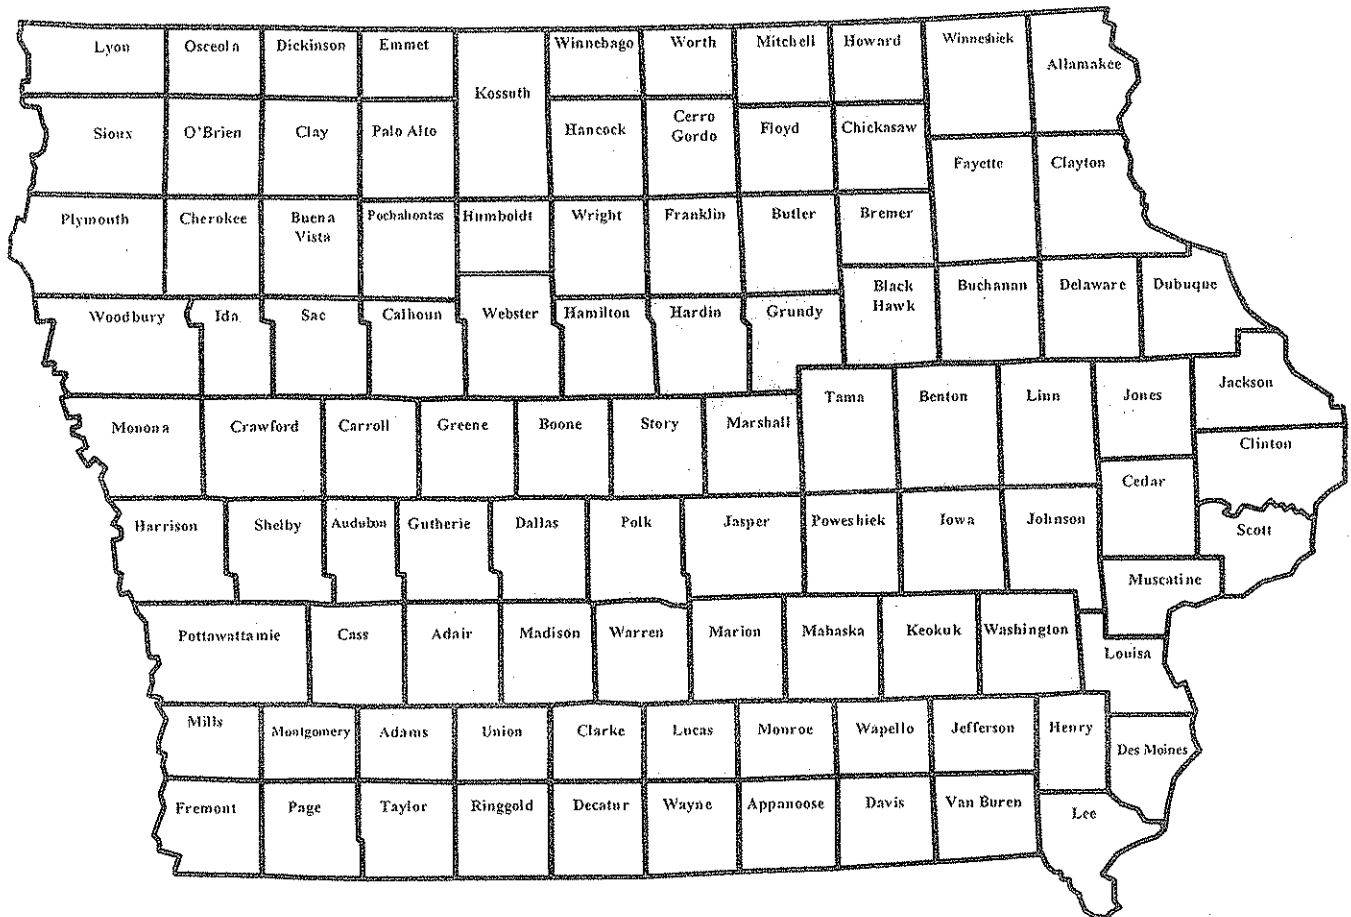 Lyon
Osceola
Dickinson
Emmet
Kossuth
Winnebago
Worth
Mitchell
Howard
Winneshiek
Allamakee
Sioux
O'Brien
Clay
Palo Alto
Hancock
Cerro
Gordo
Floyd
Chickasaw
Fayette
Clayton
Plymouth
Cherokee
Buena
Vista
Pochahontas
Humboldt
Wright
Franklin
Butler
Bremer
Woodbury
Ida
Sac
Calhoun
Webster
Hamilton
Hardin
Grundy
Black
Hawk
Buchanan
Delaware
Dubuque
Monona
Crawford
Carroll
Greene
Boone
Story
Marshall
Tama
Benton
Linn
Jones
Jackson
Clinton
Harrison
Shelby
Audubon
Gutherie
Dallas
Polk
Jasper
Poweshiek
Iowa
Johnson
Cedar
Scott
Muscatine
Pottawattamie
Cass
Adair
Madison
Warren
Marion
Mahaska
Keokuk
Washington
Louisa
Mills
Montgomery
Adams
Union
Clarke
Lucas
Monroe
Wapello
Jefferson
Henry
Des Moines
Fremont
Page
Taylor
Ringgold
Decatur
Wayne
Appanoose
Davis
Van Buren
Lee